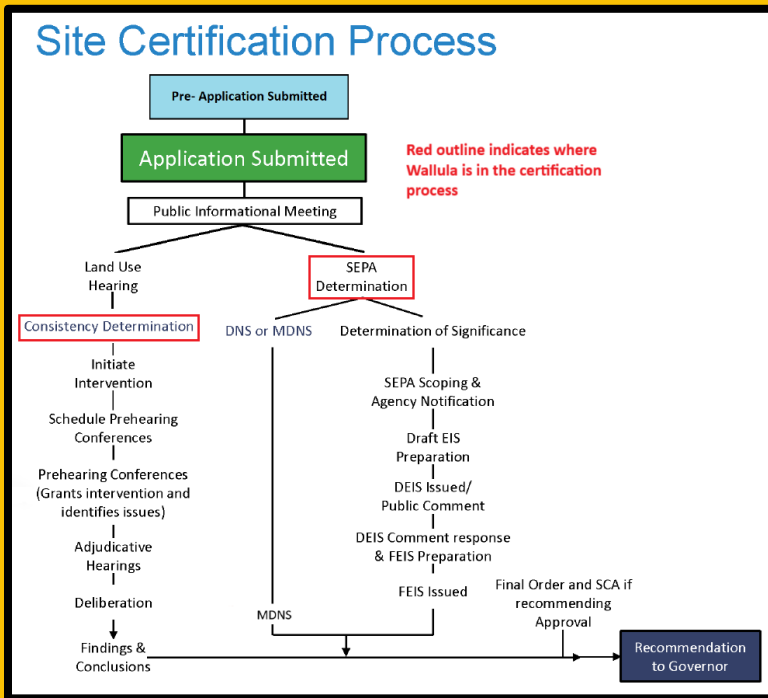 Site Certification Process
Pre- Application Submitted
Application Submitted
Red outline indicates where
Wallula is in the certification
process
Public Informational Meeting
Land Use
Hearing
Consistency Determination
Initiate
Intervention
Schedule Prehearing
Conferences
Prehearing Conferences
(Grants intervention and
identifies issues)
Adjudicative
Hearings
Deliberation
Findings &
Conclusions
SEPA
Determination
DNS or MDNS
MDNS
Determination of Significance
SEPA Scoping &
Agency Notification
Draft EIS
Preparation
DEIS Issued/
Public Comment
DEIS Comment response
& FEIS Preparation
FEIS Issued
Final Order and SCA if
recommending
Approval
Recommendation
to Governor